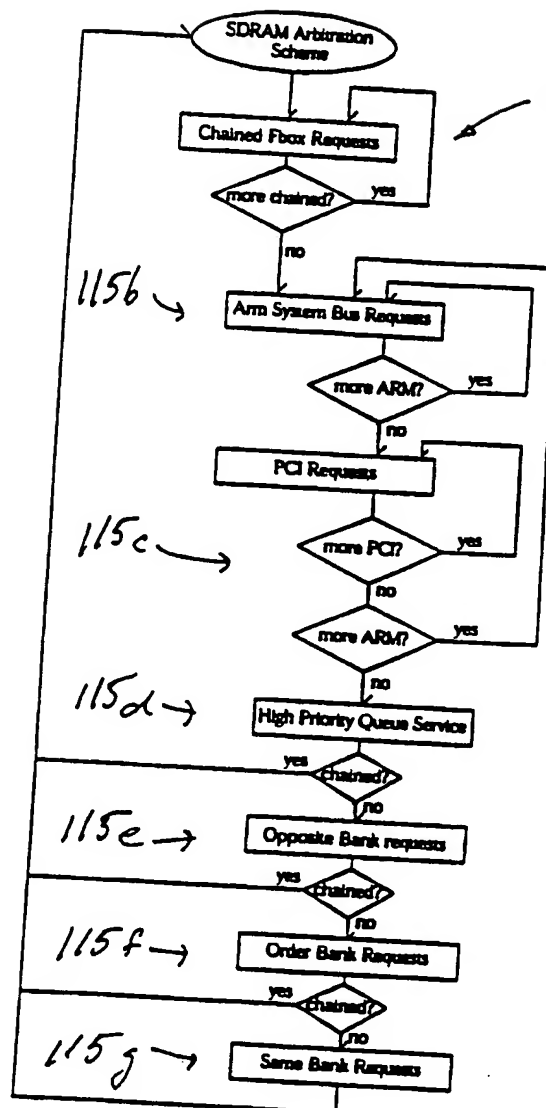 SDRAM Arbitration
Scheme
Chained Fbox Requests
more chained?
yes
no
115b
Arm System Bus Requests
more ARM?
yes
no
PCI Requests
115c
more PCI?
yes
no
more ARM?
yes
no
115d
High Priority Queue Service
yes
chained?
no
115e
Opposite Bank requests
yes
chained?
no
115f
Order Bank Requests
yes
chained?
no
115g
Same Bank Requests